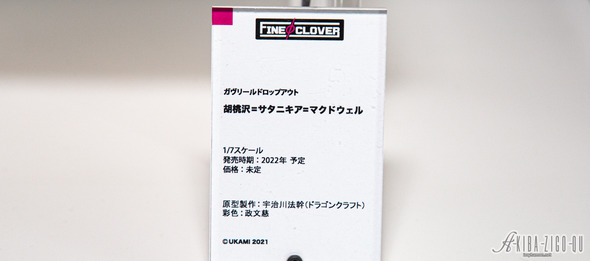 FINE CLOVER
ガヴリールドロップアウト
胡桃沢=サタニキア=マクドウェル
1/7スケール
発売時期：2022年 予定
価格：未定
原型製作：宇治川法幹(ドラゴンクラフト)
彩色：政文慈
©UKAMI 2021
AKIBA-ZIGO-QU